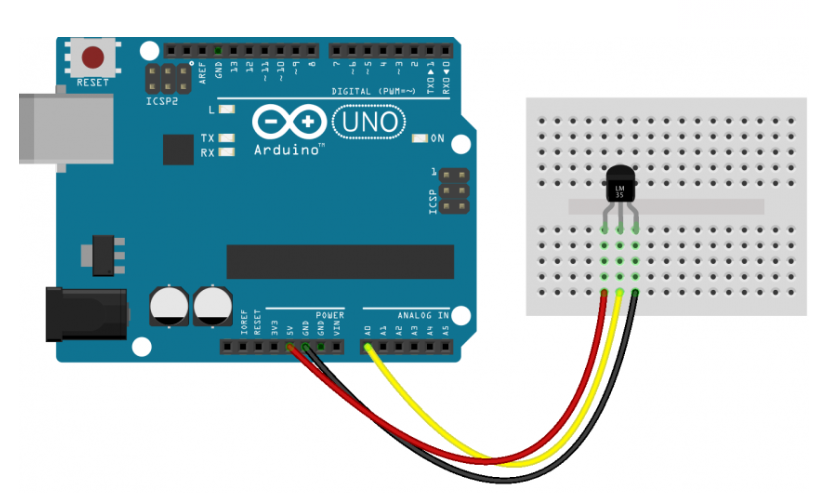 RESET
ICSP2
AREF
GND
13
12
~11
~10
~9
8
7
~6
~5
4
~3
2
TXD ▶ 1
RXD ◀ 0
DIGITAL (PWM=~)
L
TX
RX
UNO
Arduino™
ON
1
ICSP
LM
35
POWER
ANALOG IN
IOREF
RESET
3V3
5V
GND
GND
VIN
A0
A1
A2
A3
A4
A5